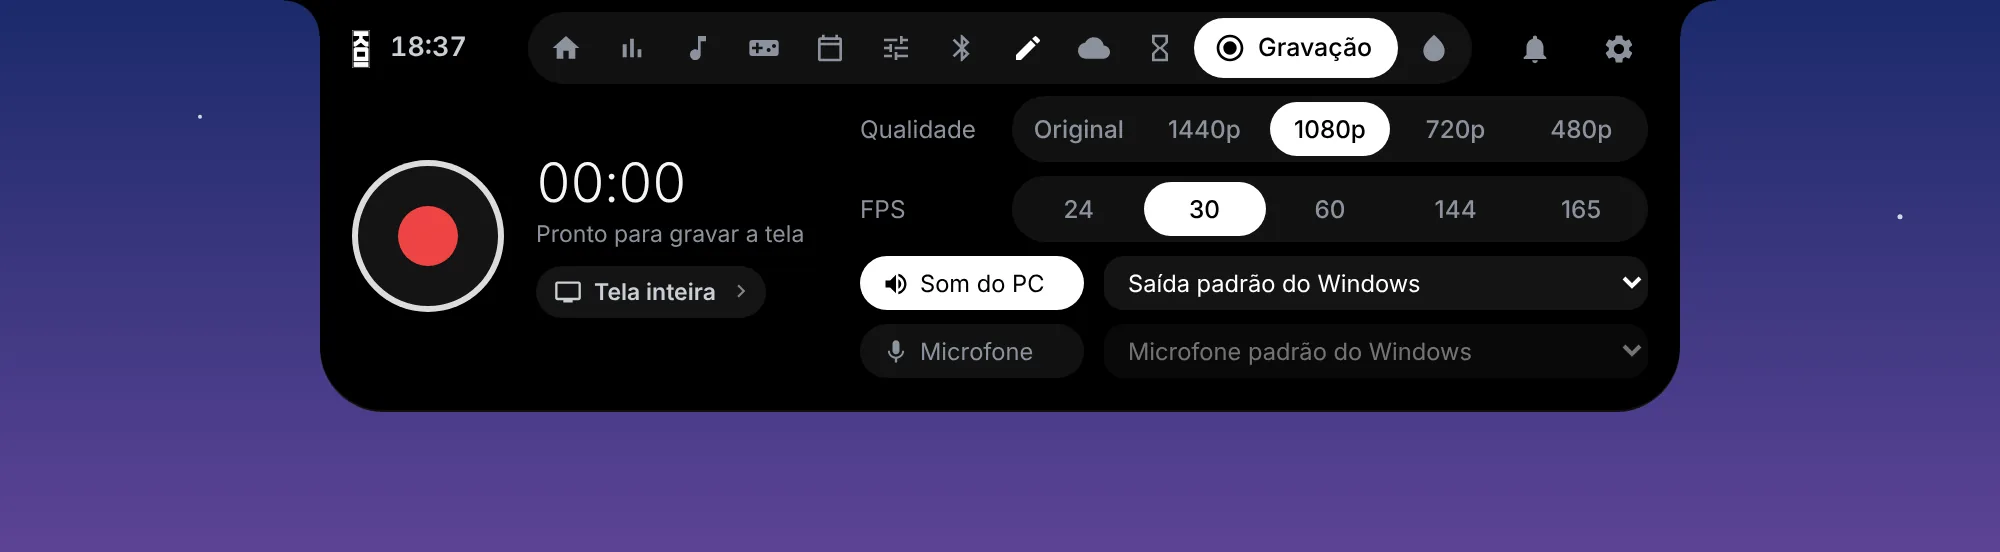 18:37
Gravação
Qualidade
Original 1440p 1080p 720p 480p
00:00
Pronto para gravar a tela
Tela inteira
FPS
24 30 60 144 165
Som do PC
Saída padrão do Windows
Microfone
Microfone padrão do Windows